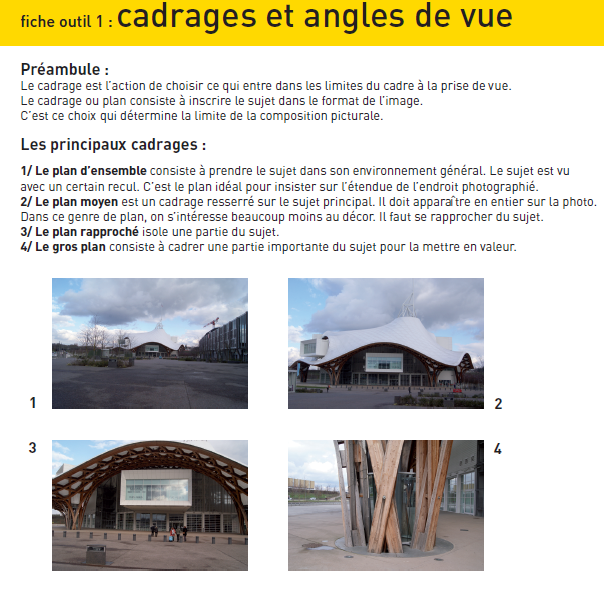 fiche outil 1 : cadrages et angles de vue
Préambule :
Le cadrage est l'action de choisir ce qui entre dans les limites du cadre à la prise de vue.
Le cadrage ou plan consiste à inscrire le sujet dans le format de l'image.
C'est ce choix qui détermine la limite de la composition picturale.
Les principaux cadrages :
1/ Le plan d'ensemble consiste à prendre le sujet dans son environnement général. Le sujet est vu
avec un certain recul. C'est le plan idéal pour insister sur l'étendue de l'endroit photographié.
2/ Le plan moyen est un cadrage resserré sur le sujet principal. Il doit apparaître en entier sur la photo.
Dans ce genre de plan, on s'intéresse beaucoup moins au décor. Il faut se rapprocher du sujet.
3/ Le plan rapproché isole une partie du sujet.
4/ Le gros plan consiste à cadrer une partie importante du sujet pour la mettre en valeur.
1
2
3
4